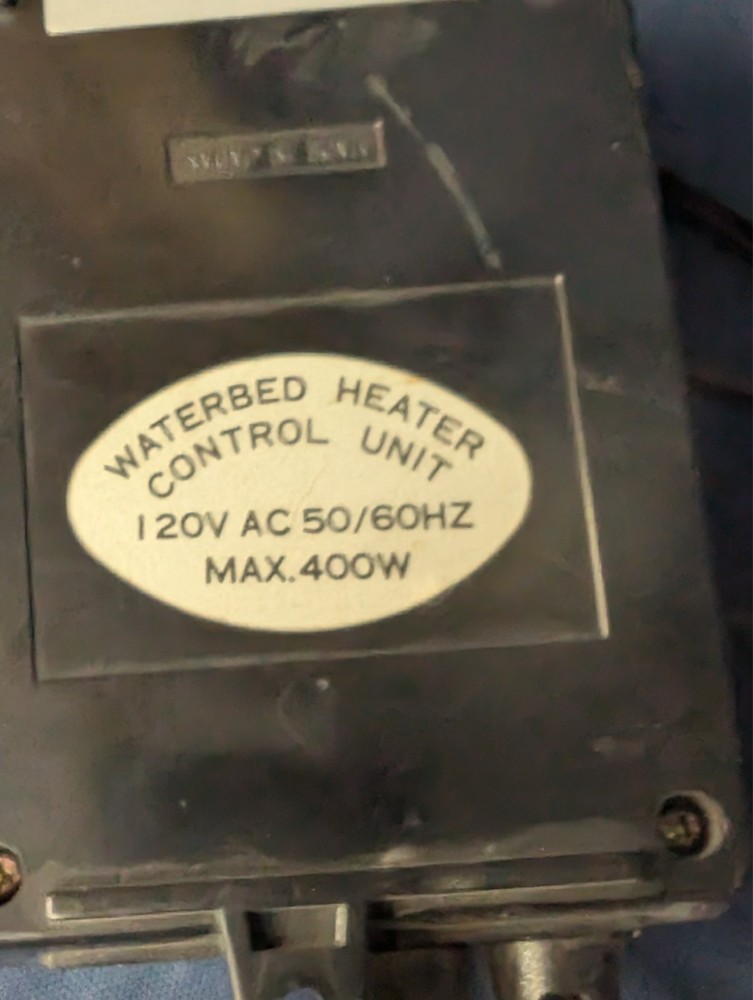 WATERBED HEATER
CONTROL UNIT
120V AC 50/60HZ
MAX.400W